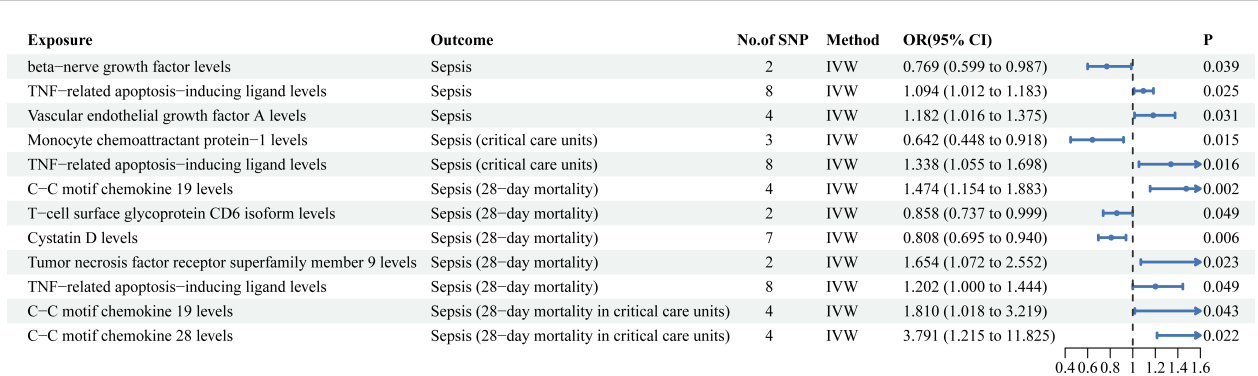 Exposure Outcome No.of SNP Method OR(95% CI) P
beta−nerve growth factor levels Sepsis 2 IVW 0.769 (0.599 to 0.987) 0.039
TNF−related apoptosis−inducing ligand levels Sepsis 8 IVW 1.094 (1.012 to 1.183) 0.025
Vascular endothelial growth factor A levels Sepsis 4 IVW 1.182 (1.016 to 1.375) 0.031
Monocyte chemoattractant protein−1 levels Sepsis (critical care units) 3 IVW 0.642 (0.448 to 0.918) 0.015
TNF−related apoptosis−inducing ligand levels Sepsis (critical care units) 8 IVW 1.338 (1.055 to 1.698) 0.016
C−C motif chemokine 19 levels Sepsis (28−day mortality) 4 IVW 1.474 (1.154 to 1.883) 0.002
T−cell surface glycoprotein CD6 isoform levels Sepsis (28−day mortality) 2 IVW 0.858 (0.737 to 0.999) 0.049
Cystatin D levels Sepsis (28−day mortality) 7 IVW 0.808 (0.695 to 0.940) 0.006
Tumor necrosis factor receptor superfamily member 9 levels Sepsis (28−day mortality) 2 IVW 1.654 (1.072 to 2.552) 0.023
TNF−related apoptosis−inducing ligand levels Sepsis (28−day mortality) 8 IVW 1.202 (1.000 to 1.444) 0.049
C−C motif chemokine 19 levels Sepsis (28−day mortality in critical care units) 4 IVW 1.810 (1.018 to 3.219) 0.043
C−C motif chemokine 28 levels Sepsis (28−day mortality in critical care units) 4 IVW 3.791 (1.215 to 11.825) 0.022
0.4 0.6 0.8 1 1.2 1.4 1.6